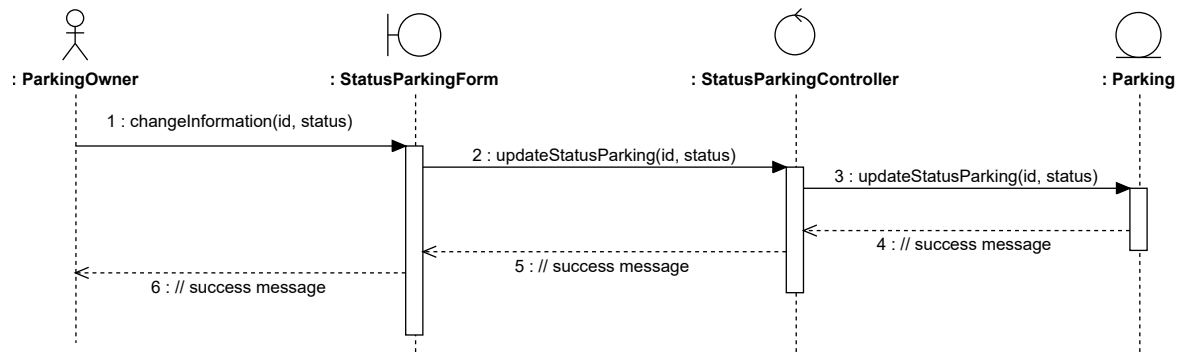 : ParkingOwner
: StatusParkingForm
: StatusParkingController
: Parking
1 : changeInformation(id, status)
2 : updateStatusParking(id, status)
3 : updateStatusParking(id, status)
4 : // success message
5 : // success message
6 : // success message